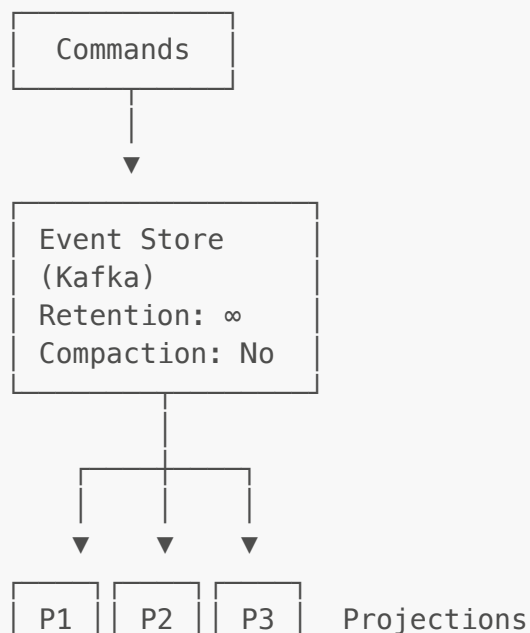 Commands
Event Store
(Kafka)
Retention: ∞
Compaction: No
P1 P2 P3 Projections